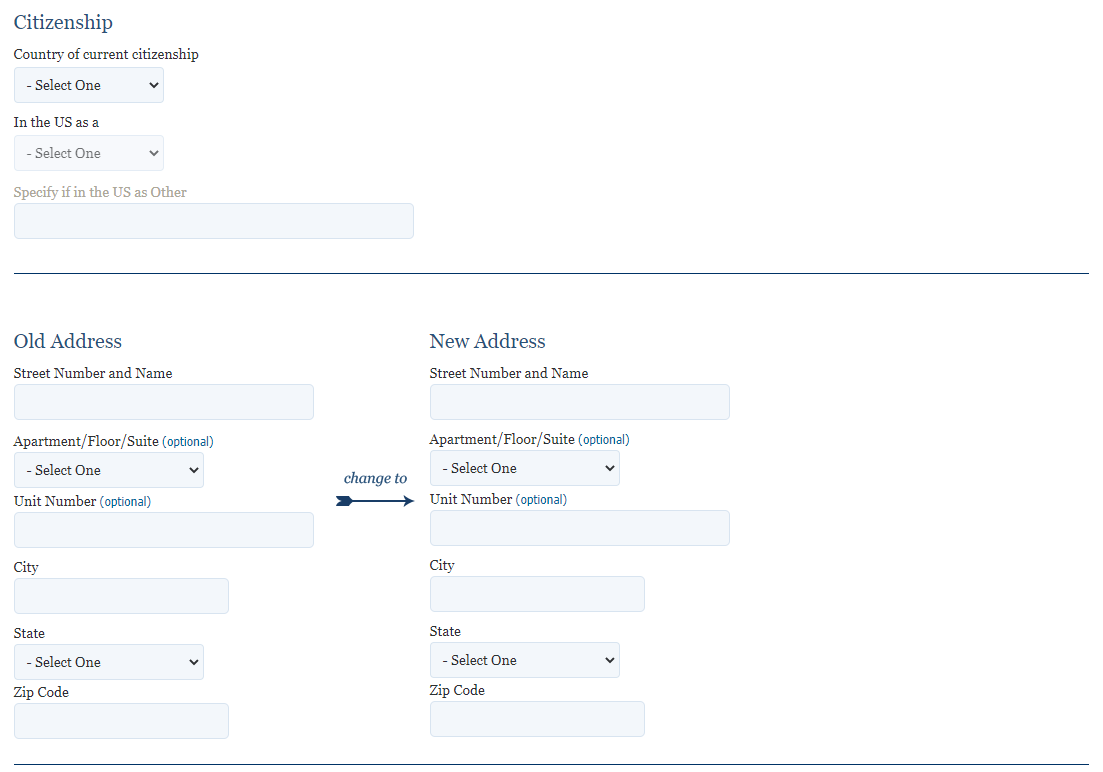 Citizenship
Country of current citizenship
- Select One
In the US as a
- Select One
Specify if in the US as Other
Old Address
Street Number and Name
Apartment/Floor/Suite (optional)
- Select One
Unit Number (optional)
City
State
- Select One
Zip Code
change to
New Address
Street Number and Name
Apartment/Floor/Suite (optional)
- Select One
Unit Number (optional)
City
State
- Select One
Zip Code